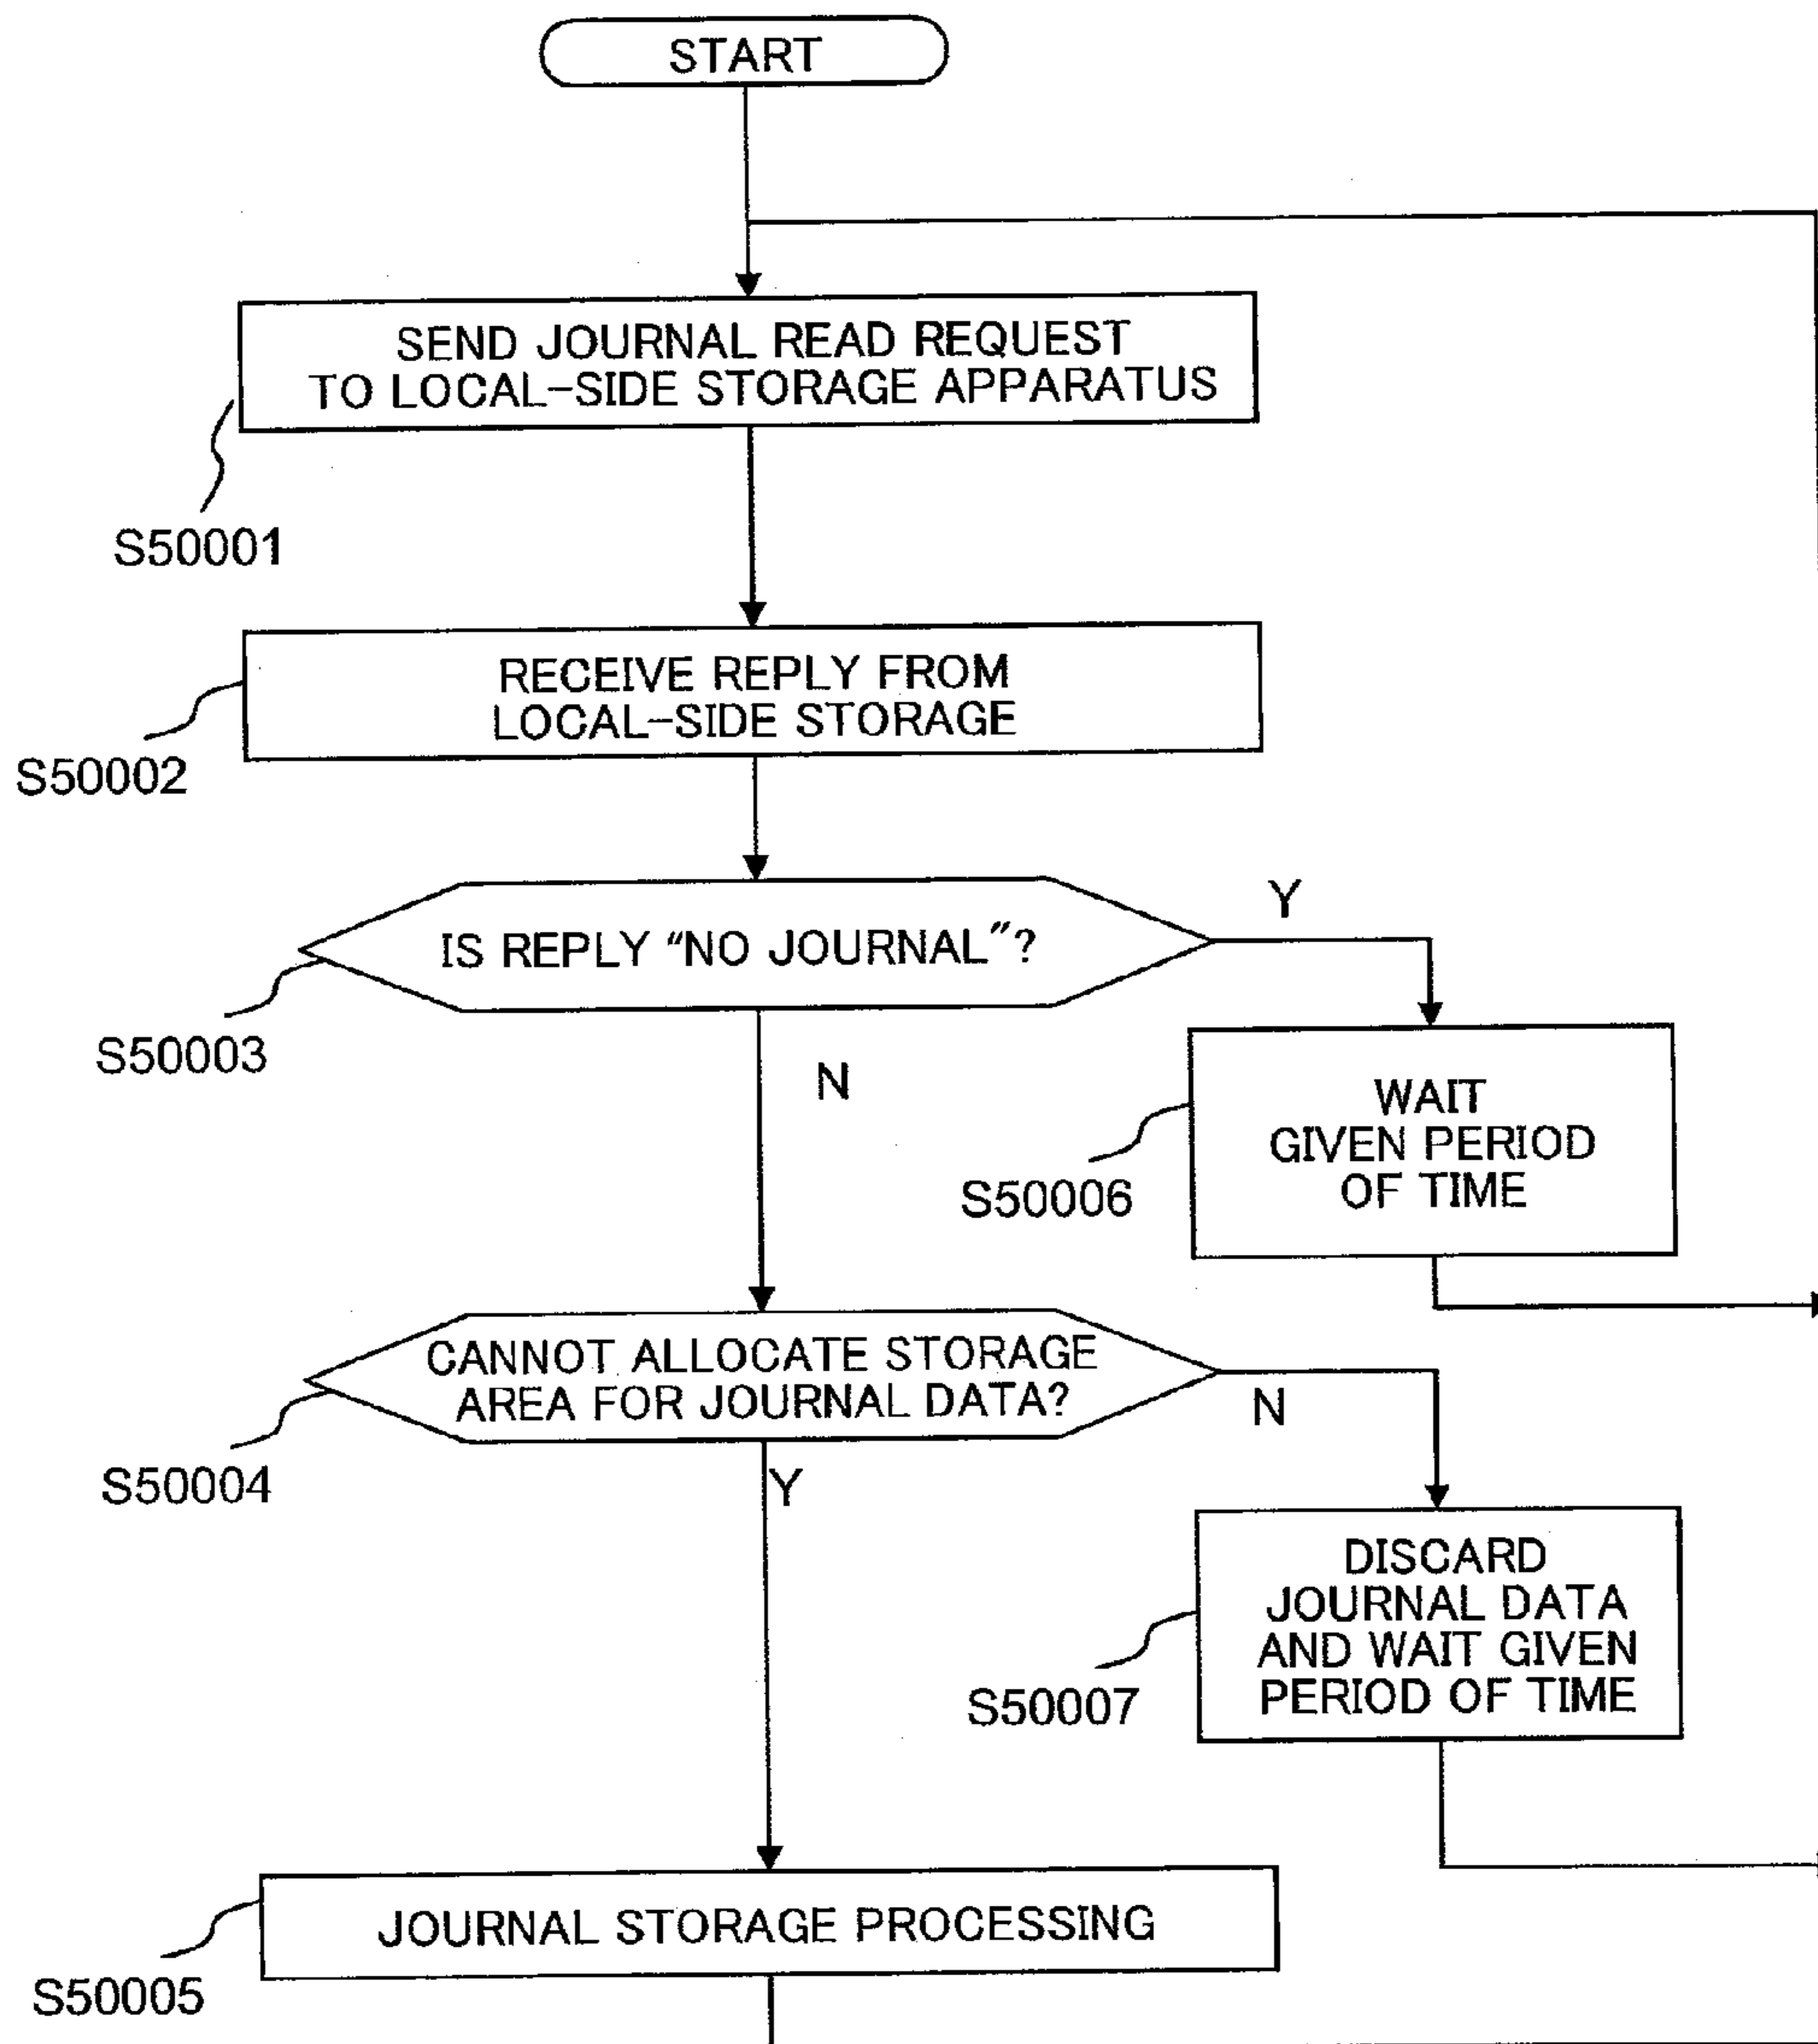 START
SEND JOURNAL READ REQUEST
TO LOCAL-SIDE STORAGE APPARATUS
S50001
RECEIVE REPLY FROM
LOCAL-SIDE STORAGE
S50002
IS REPLY “NO JOURNAL”?
Y
S50003
N
WAIT
GIVEN PERIOD
OF TIME
S50006
CANNOT ALLOCATE STORAGE
AREA FOR JOURNAL DATA?
N
S50004
Y
DISCARD
JOURNAL DATA
AND WAIT GIVEN
PERIOD OF TIME
S50007
JOURNAL STORAGE PROCESSING
S50005